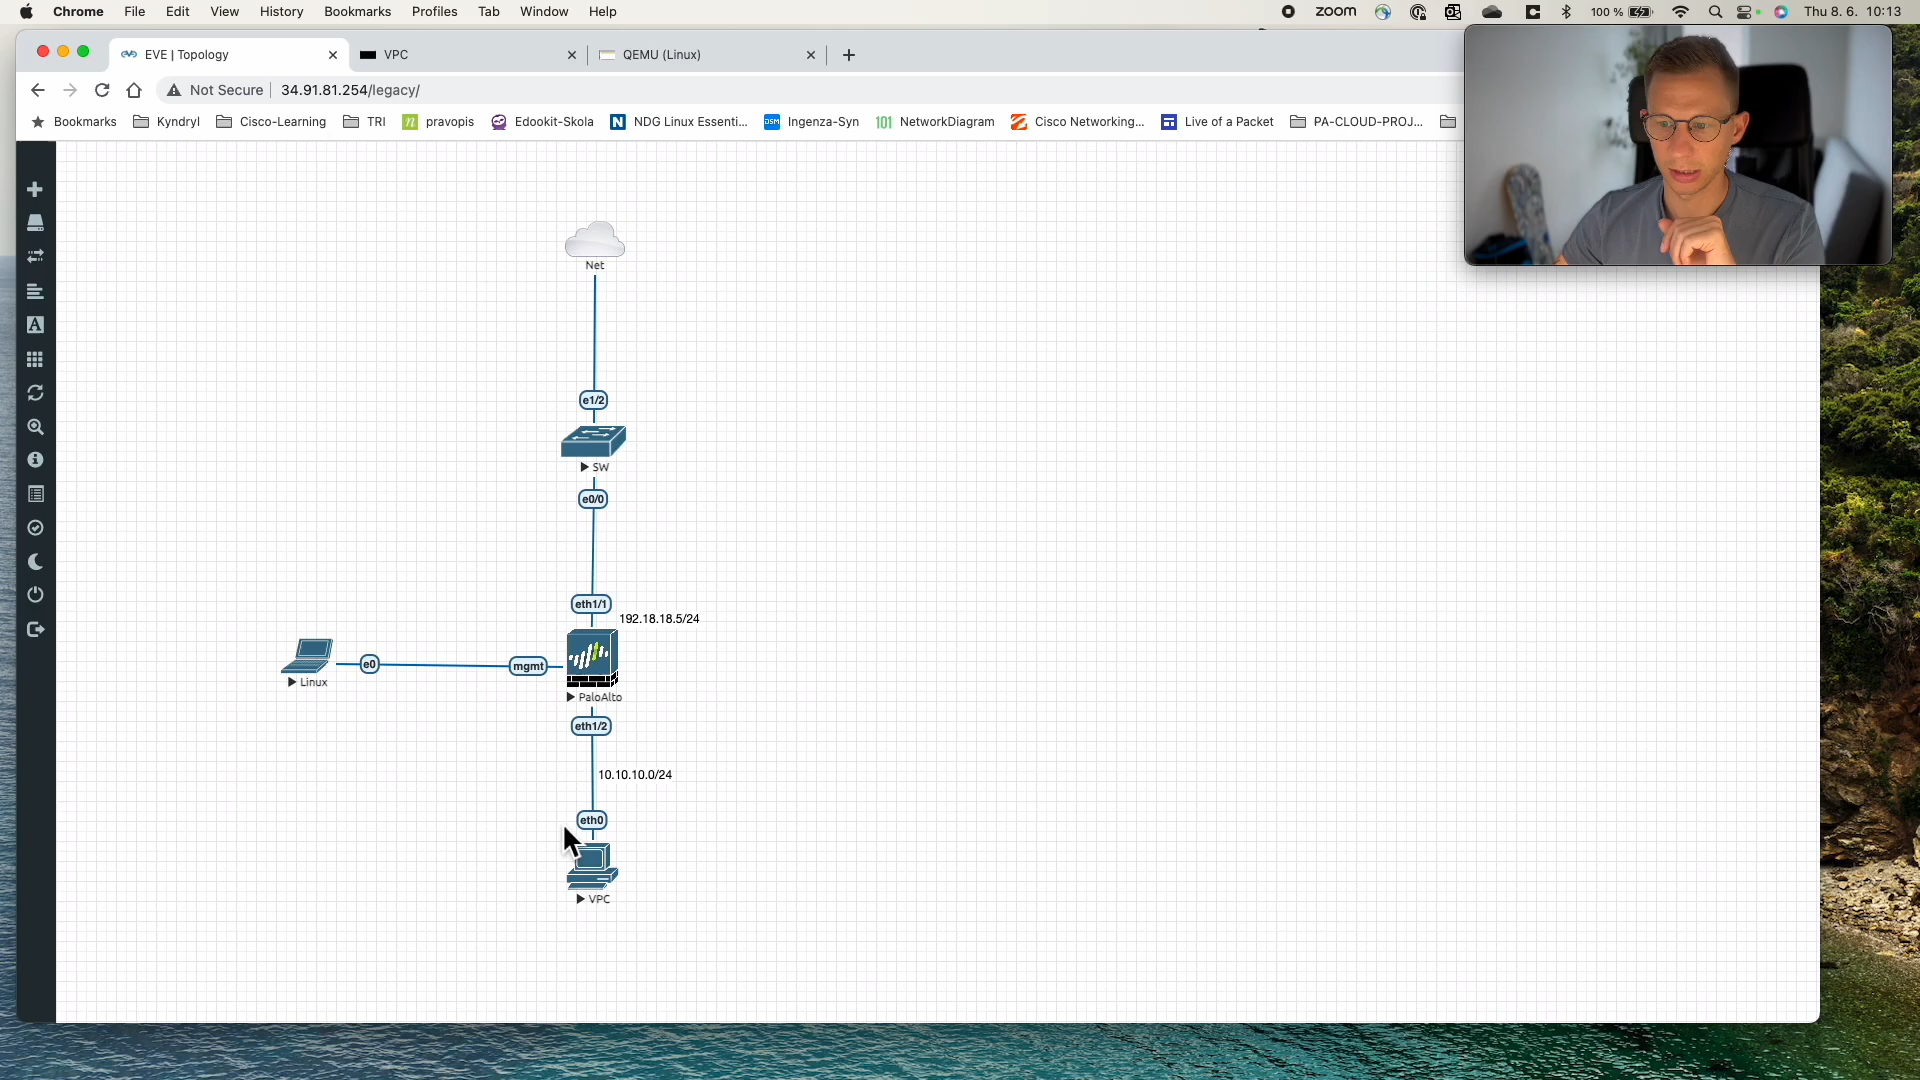 Chrome File Edit View History Bookmarks Profiles Tab Window Help zoom 100 % Thu 8. 6. 10:13
EVE | Topology VPC QEMU (Linux)
Not Secure 34.91.81.254/legacy/
Bookmarks Kyndryl Cisco-Learning TRI n pravopis Edookit-Skola N NDG Linux Essenti... DSM Ingenza-Syn 101 NetworkDiagram Cisco Networking... Live of a Packet PA-CLOUD-PROJ...
Net
e1/2
SW
e0/0
eth1/1
192.18.18.5/24
e0
mgmt
Linux
PaloAlto
eth1/2
10.10.10.0/24
eth0
VPC